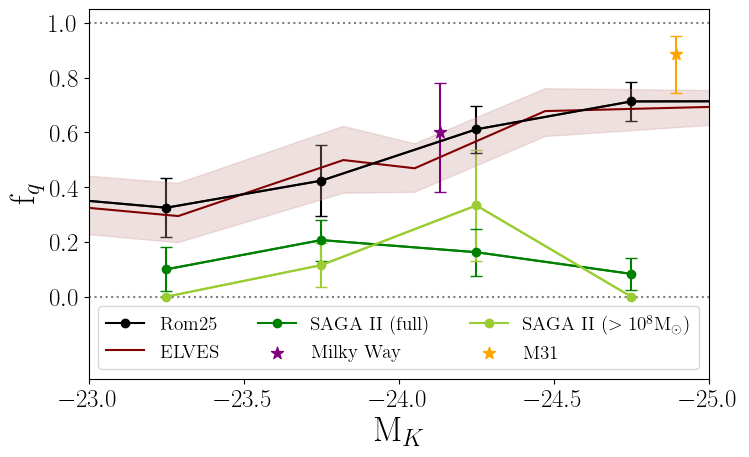 1.0
0.8
0.6
0.4
0.2
0.0
f_q
Rom25 SAGA II (full) SAGA II (> 10^8 M_⊙)
ELVES Milky Way M31
−23.0 −23.5 −24.0 −24.5 −25.0
M_K